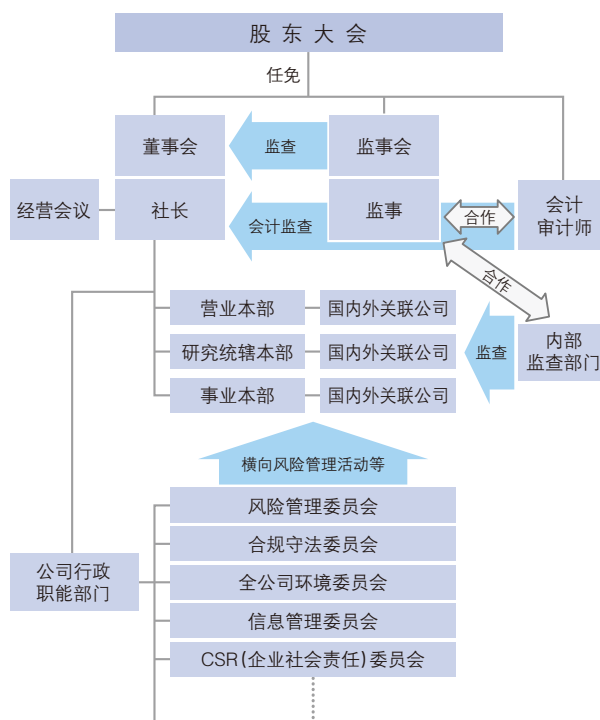 股东大会
任免
董事会
监查
监事会
经营会议
社长
会计监查
监事
合作
会计
审计师
合作
营业本部
国内外关联公司
研究统辖本部
国内外关联公司
事业本部
国内外关联公司
监查
内部
监查部门
横向风险管理活动等
风险管理委员会
合规守法委员会
公司行政
职能部门
全公司环境委员会
信息管理委员会
CSR(企业社会责任)委员会